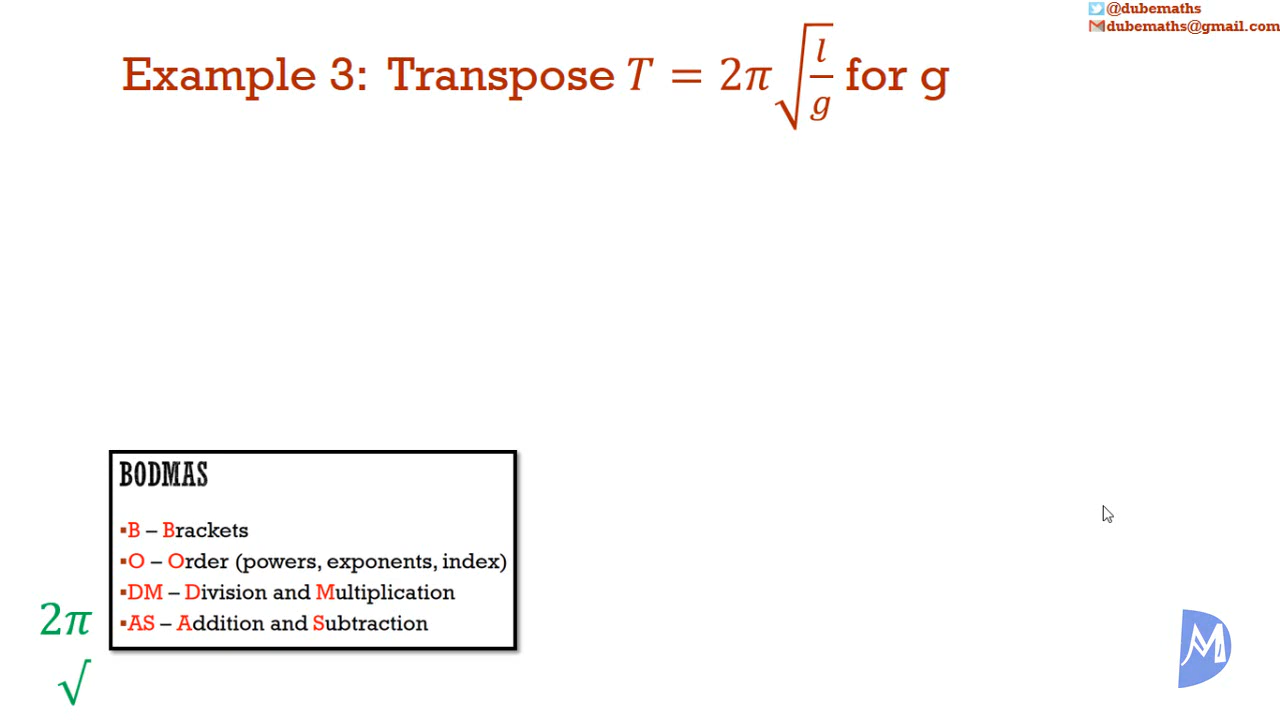 @dubemaths
dubemaths@gmail.com
Example 3: Transpose T = 2π√(l/g) for g
BODMAS
▪B – Brackets
▪O – Order (powers, exponents, index)
▪DM – Division and Multiplication
▪AS – Addition and Subtraction
2π
√
M